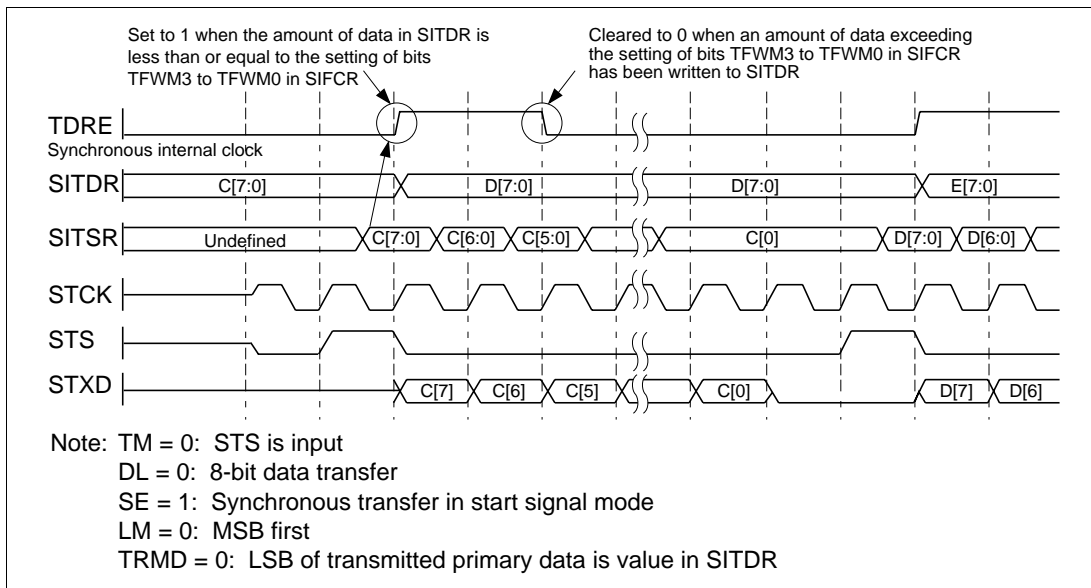 Set to 1 when the amount of data in SITDR is
less than or equal to the setting of bits
TFWM3 to TFWM0 in SIFCR
Cleared to 0 when an amount of data exceeding
the setting of bits TFWM3 to TFWM0 in SIFCR
has been written to SITDR
TDRE
Synchronous internal clock
SITDR C[7:0] D[7:0] D[7:0] E[7:0]
SITSR Undefined C[7:0] C[6:0] C[5:0] C[0] D[7:0] D[6:0]
STCK
STS
STXD C[7] C[6] C[5] C[0] D[7] D[6]
Note: TM = 0: STS is input
DL = 0: 8-bit data transfer
SE = 1: Synchronous transfer in start signal mode
LM = 0: MSB first
TRMD = 0: LSB of transmitted primary data is value in SITDR